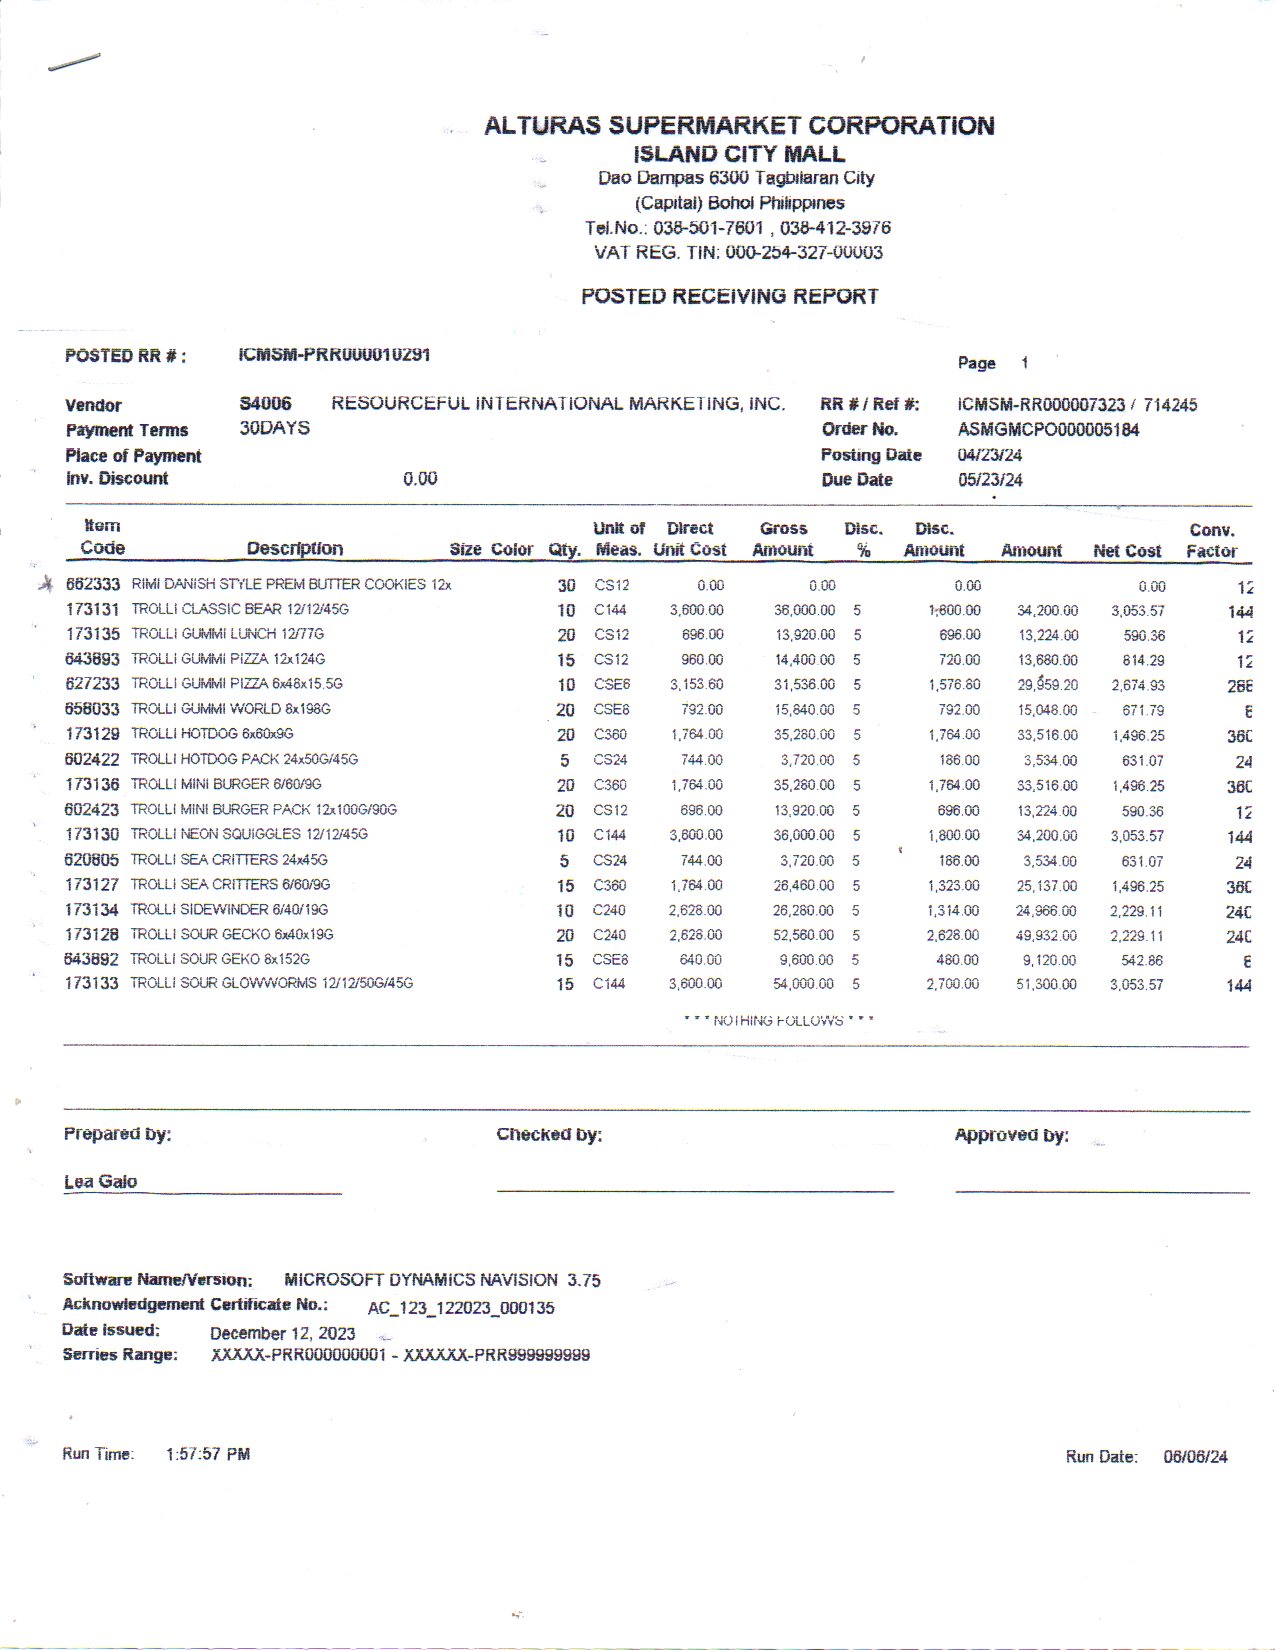 ALTURAS SUPERMARKET CORPORATION
ISLAND CITY MALL
Dao Dampas 6300 Tagbilaran City
(Capital) Bohol Philippines
Tel.No.: 038-501-7601 , 038-412-3976
VAT REG. TIN: 000-254-327-00003
POSTED RECEIVING REPORT
POSTED RR # : ICMSM-PRR000010291
Page 1
Vendor S4006 RESOURCEFUL INTERNATIONAL MARKETING, INC. RR # / Ref #: ICMSM-RR000007323 / 714245
Payment Terms 30DAYS Order No. ASMGMCPO000005184
Place of Payment Posting Date 04/23/24
Inv. Discount 0.00 Due Date 05/23/24
Item Unit of Direct Gross Disc. Disc. Conv.
Code Description Size Color Qty. Meas. Unit Cost Amount % Amount Amount Net Cost Factor
662333 RIMI DANISH STYLE PREM BUTTER COOKIES 12x 30 CS12 0.00 0.00 0.00 0.00 12
173131 TROLLI CLASSIC BEAR 12/12/45G 10 C144 3,600.00 36,000.00 5 1,800.00 34,200.00 3,053.57 144
173135 TROLLI GUMMI LUNCH 12/77G 20 CS12 696.00 13,920.00 5 696.00 13,224.00 590.36 12
643893 TROLLI GUMMI PIZZA 12x124G 15 CS12 960.00 14,400.00 5 720.00 13,680.00 814.29 12
627233 TROLLI GUMMI PIZZA 6x48x15.5G 10 CSE6 3,153.60 31,536.00 5 1,576.80 29,959.20 2,674.93 288
658033 TROLLI GUMMI WORLD 8x198G 20 CSE8 792.00 15,840.00 5 792.00 15,048.00 671.79 8
173129 TROLLI HOTDOG 6x60x9G 20 C360 1,764.00 35,280.00 5 1,764.00 33,516.00 1,496.25 360
602422 TROLLI HOTDOG PACK 24x50G/45G 5 CS24 744.00 3,720.00 5 186.00 3,534.00 631.07 24
173136 TROLLI MINI BURGER 6/60/9G 20 C360 1,764.00 35,280.00 5 1,764.00 33,516.00 1,496.25 360
602423 TROLLI MINI BURGER PACK 12x100G/90G 20 CS12 696.00 13,920.00 5 696.00 13,224.00 590.36 12
173130 TROLLI NEON SQUIGGLES 12/12/45G 10 C144 3,600.00 36,000.00 5 1,800.00 34,200.00 3,053.57 144
620805 TROLLI SEA CRITTERS 24x45G 5 CS24 744.00 3,720.00 5 186.00 3,534.00 631.07 24
173127 TROLLI SEA CRITTERS 6/60/9G 15 C360 1,764.00 26,460.00 5 1,323.00 25,137.00 1,496.25 360
173134 TROLLI SIDEWINDER 6/40/19G 10 C240 2,628.00 26,280.00 5 1,314.00 24,966.00 2,229.11 240
173128 TROLLI SOUR GECKO 6x40x19G 20 C240 2,628.00 52,560.00 5 2,628.00 49,932.00 2,229.11 240
643892 TROLLI SOUR GEKO 8x152G 15 CSE8 640.00 9,600.00 5 480.00 9,120.00 542.86 8
173133 TROLLI SOUR GLOWWORMS 12/12/50G/45G 15 C144 3,600.00 54,000.00 5 2,700.00 51,300.00 3,053.57 144
* * * NOTHING FOLLOWS * * *
Prepared by: Checked by: Approved by:
Lea Galo
Software Name/Version: MICROSOFT DYNAMICS NAVISION 3.75
Acknowledgement Certificate No.: AC_123_122023_000135
Date Issued: December 12, 2023
Serries Range: XXXXX-PRR000000001 - XXXXXX-PRR999999999
Run Time: 1:57:57 PM Run Date: 06/06/24